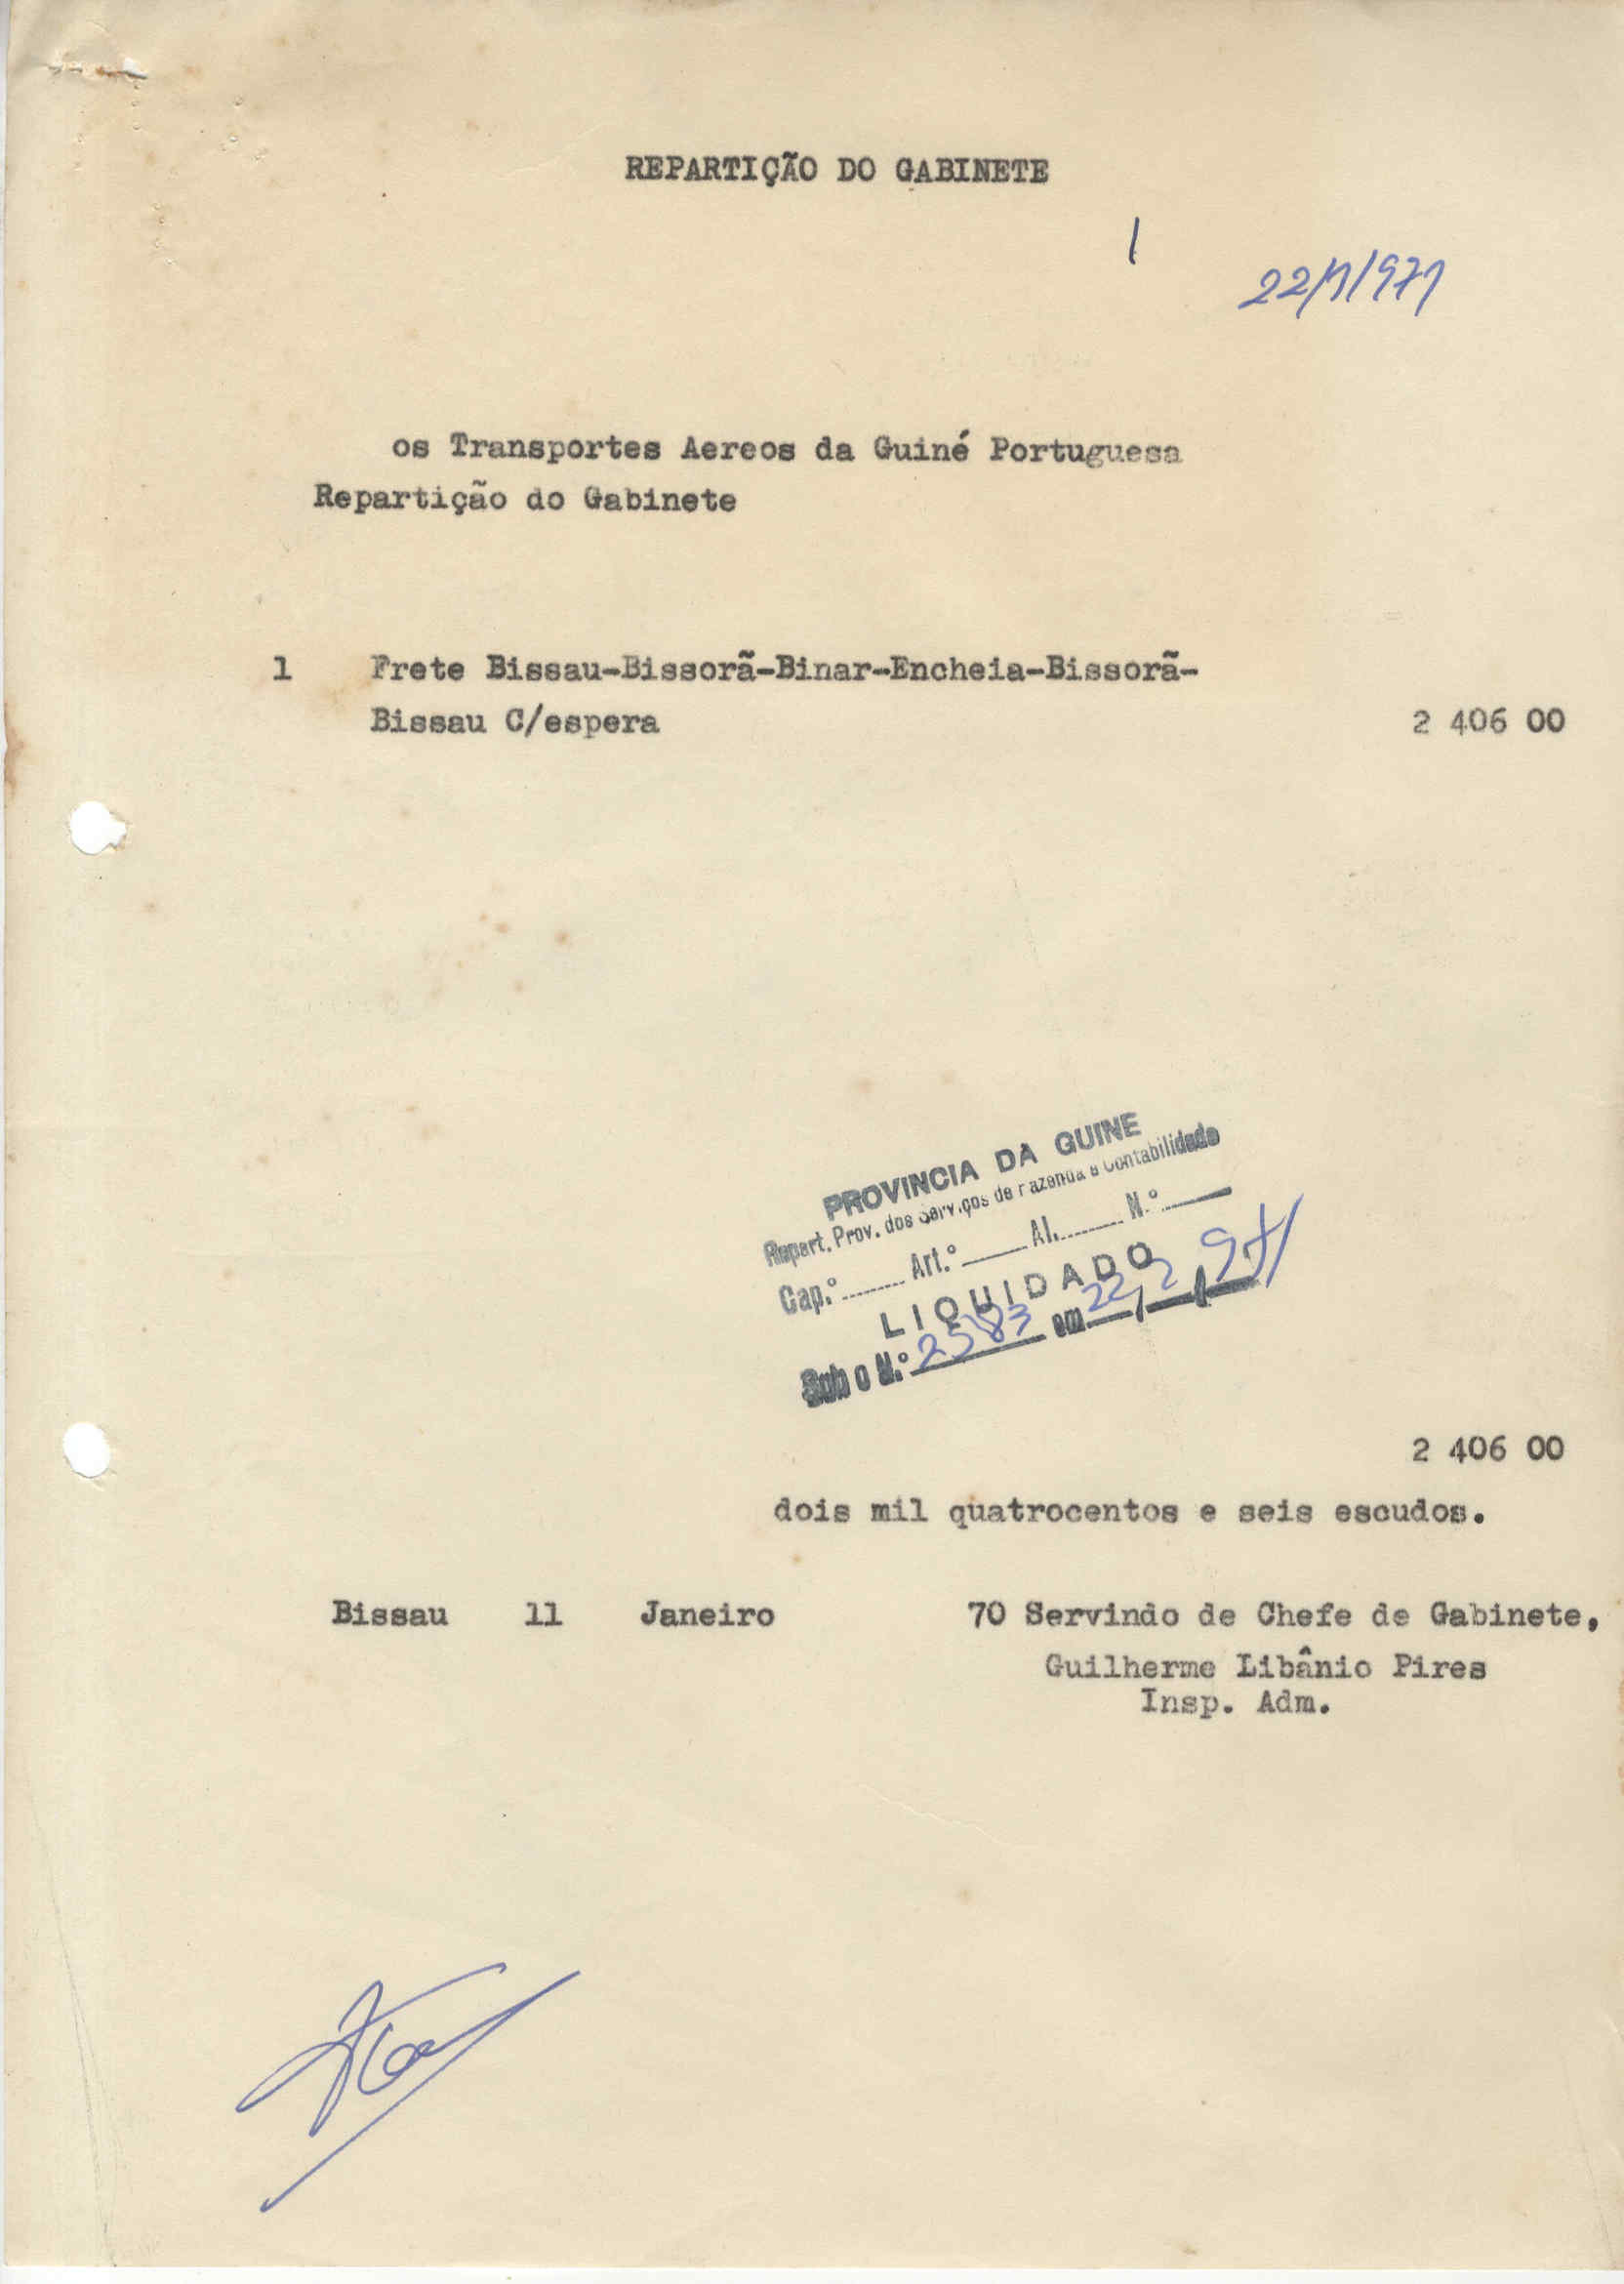 REPARTIÇÃO DO GABINETE
1
22/1/971
os Transportes Aereos da Guiné Portuguesa
Repartição do Gabinete
1 Frete Bissau-Bissorã-Binar-Encheia-Bissorã-
Bissau C/espera 2 406 00
PROVINCIA DA GUINE
Repart. Prov. dos Serviços de Fazenda e Contabilidade
Cap.º Art.º Al. N.º
LIQUIDADO
Sob o N.º 2583 em 22, 2, 971
2 406 00
dois mil quatrocentos e seis escudos.
Bissau 11 Janeiro 70 Servindo de Chefe de Gabinete,
Guilherme Libânio Pires
Insp. Adm.